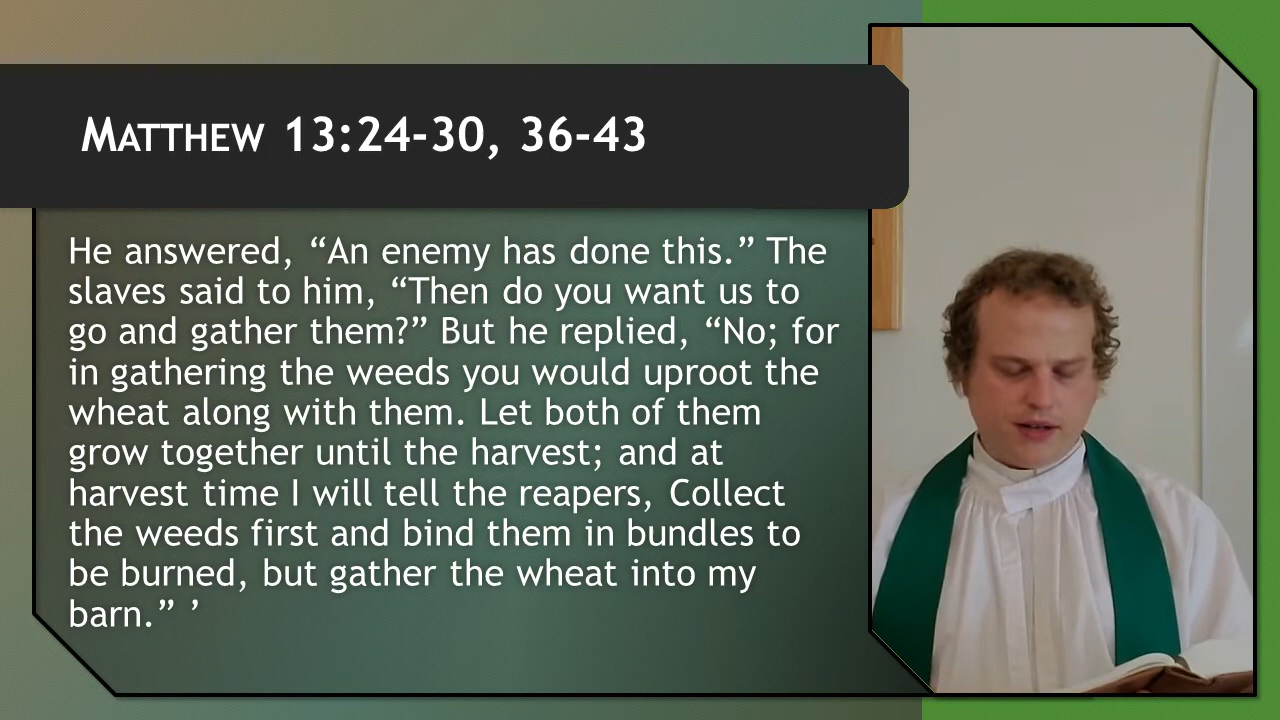 MATTHEW 13:24-30, 36-43
He answered, “An enemy has done this.” The
slaves said to him, “Then do you want us to
go and gather them?” But he replied, “No; for
in gathering the weeds you would uproot the
wheat along with them. Let both of them
grow together until the harvest; and at
harvest time I will tell the reapers, Collect
the weeds first and bind them in bundles to
be burned, but gather the wheat into my
barn.” ’